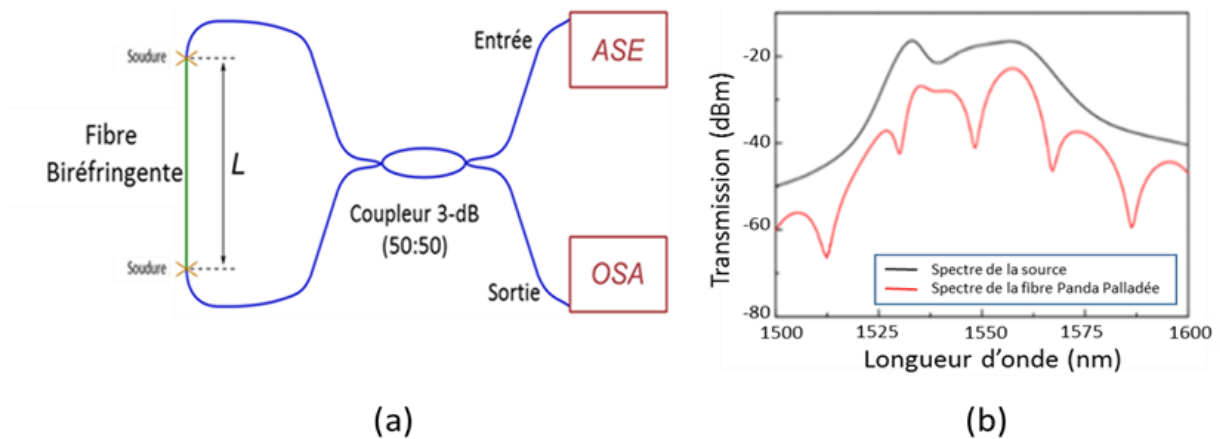 Soudure
Fibre
Biréfringente
L
Soudure
Coupleur 3-dB
(50:50)
Entrée
ASE
Sortie
OSA
(a)
Transmission (dBm)
-20
-40
-60
-80
Spectre de la source
Spectre de la fibre Panda Palladée
1500
1525
1550
1575
1600
Longueur d'onde (nm)
(b)